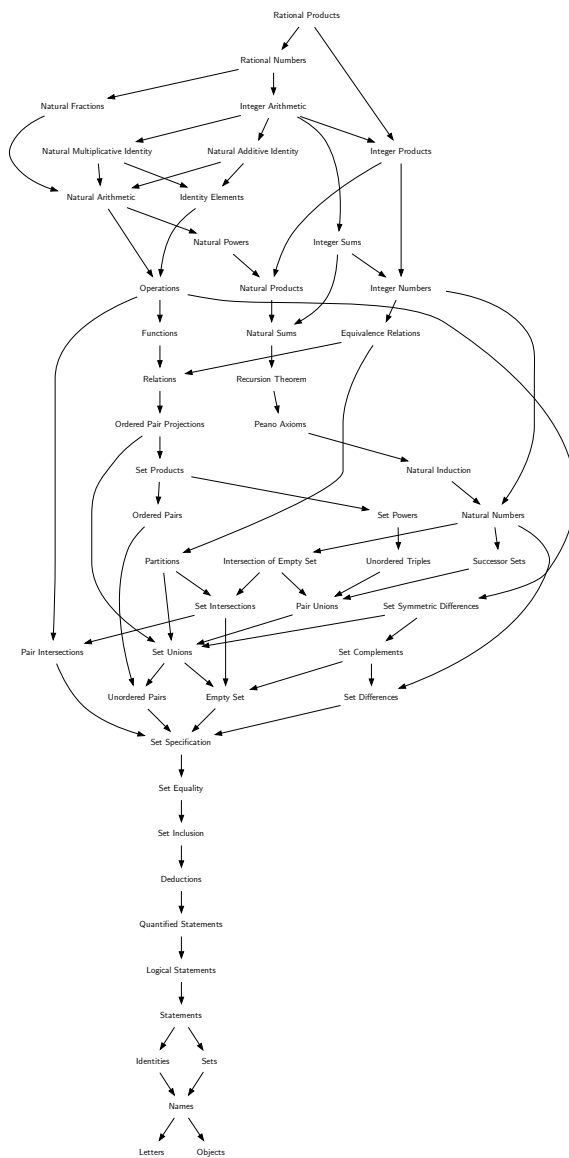 Rational Products
Rational Numbers
Natural Fractions
Integer Arithmetic
Natural Multiplicative Identity
Natural Additive Identity
Integer Products
Natural Arithmetic
Identity Elements
Natural Powers
Integer Sums
Operations
Natural Products
Integer Numbers
Functions
Natural Sums
Equivalence Relations
Relations
Recursion Theorem
Ordered Pair Projections
Peano Axioms
Set Products
Natural Induction
Ordered Pairs
Set Powers
Natural Numbers
Partitions
Intersection of Empty Set
Unordered Triples
Successor Sets
Set Intersections
Pair Unions
Set Symmetric Differences
Pair Intersections
Set Unions
Set Complements
Unordered Pairs
Empty Set
Set Differences
Set Specification
Set Equality
Set Inclusion
Deductions
Quantified Statements
Logical Statements
Statements
Identities
Sets
Names
Letters
Objects